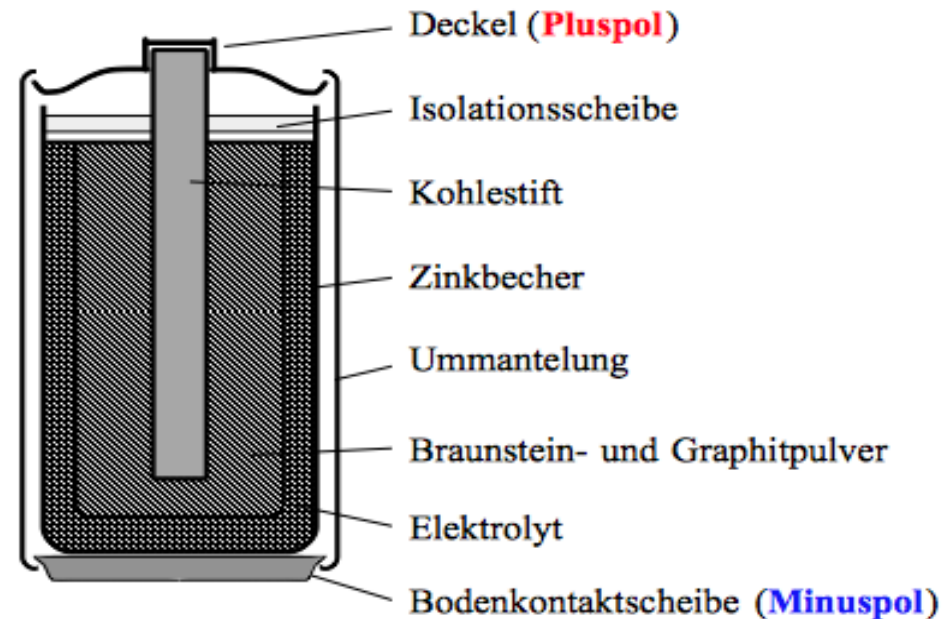 Deckel (Pluspol)
Isolationsscheibe
Kohlestift
Zinkbecher
Ummantelung
Braunstein- und Graphitpulver
Elektrolyt
Bodenkontaktscheibe (Minuspol)